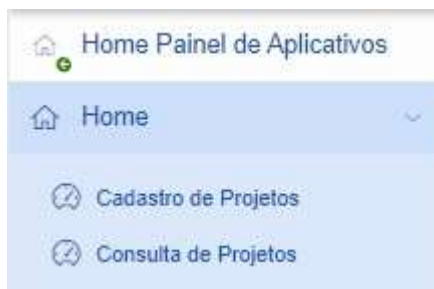 Home Painel de Aplicativos
Home
Cadastro de Projetos
Consulta de Projetos